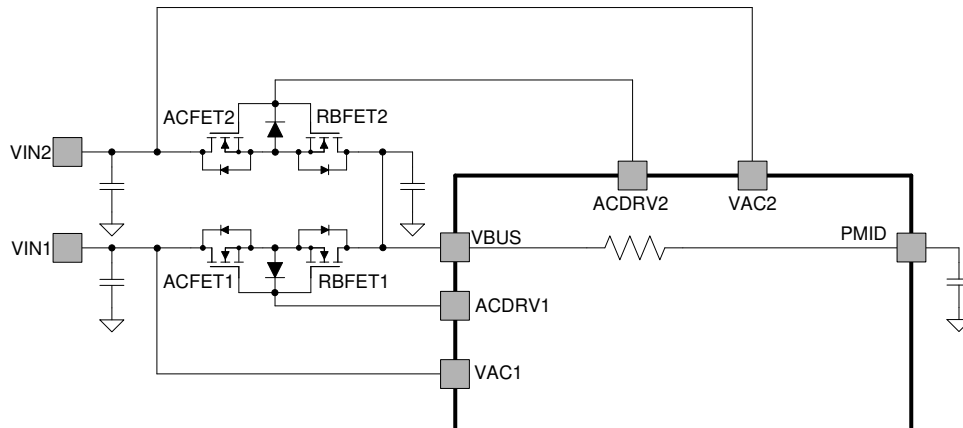 ACFET2
RBFET2
VIN2
ACDRV2
VAC2
VIN1
VBUS
PMID
ACFET1
RBFET1
ACDRV1
VAC1